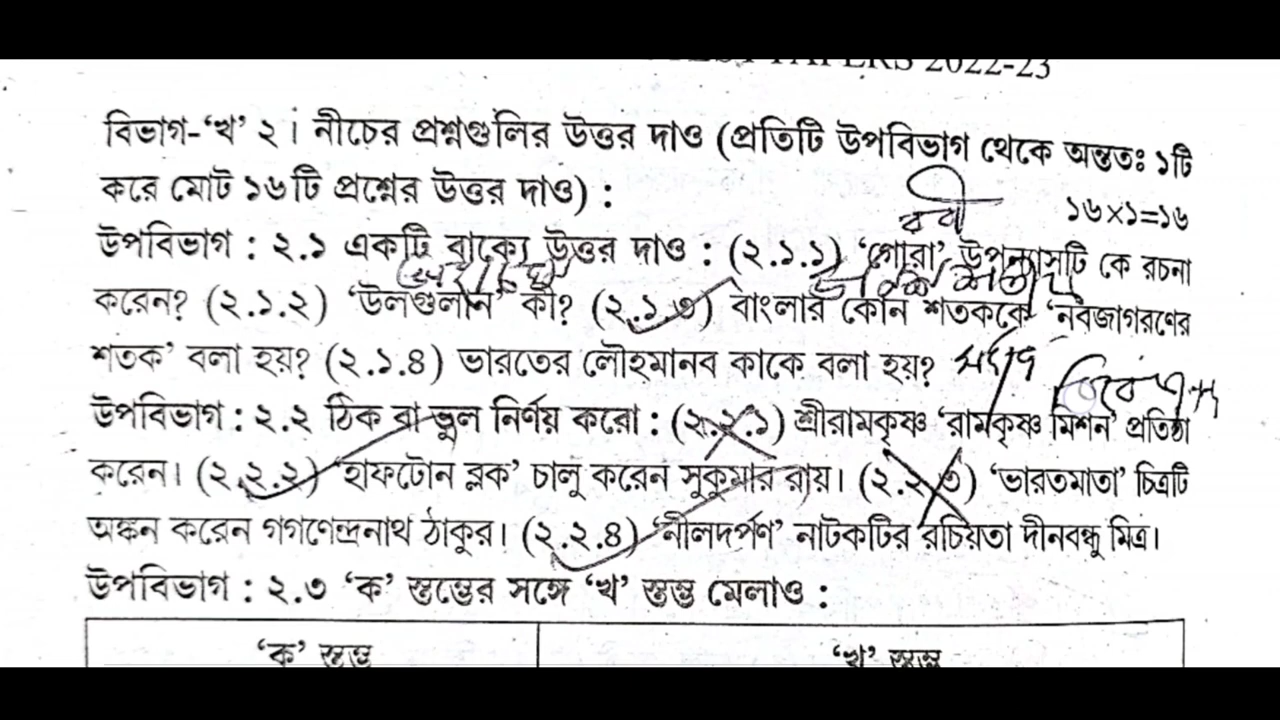 TEST PAPERS 2022-23
বিভাগ-‘খ’ ২। নীচের প্রশ্নগুলির উত্তর দাও (প্রতিটি উপবিভাগ থেকে অন্ততঃ ১টি
করে মোট ১৬টি প্রশ্নের উত্তর দাও) :
১৬×১=১৬
রবী
উপবিভাগ : ২.১ একটি বাক্যে উত্তর দাও : (২.১.১) ‘গোরা’ উপন্যাসটি কে রচনা
করেন? (২.১.২) ‘উলগুলান’ কী? (২.১.৩) বাংলার কোন শতককে ‘নবজাগরণের
শতক’ বলা হয়? (২.১.৪) ভারতের লৌহমানব কাকে বলা হয়?
উপবিভাগ : ২.২ ঠিক বা ভুল নির্ণয় করো : (২.২.১) শ্রীরামকৃষ্ণ ‘রামকৃষ্ণ মিশন’ প্রতিষ্ঠা
করেন। (২.২.২) ‘হাফটোন ব্লক’ চালু করেন সুকুমার রায়। (২.২.৩) ‘ভারতমাতা’ চিত্রটি
অঙ্কন করেন গগণেন্দ্রনাথ ঠাকুর। (২.২.৪) ‘নীলদর্পণ’ নাটকটির রচিয়তা দীনবন্ধু মিত্র।
উপবিভাগ : ২.৩ ‘ক’ স্তম্ভের সঙ্গে ‘খ’ স্তম্ভ মেলাও :
‘ক’ স্তম্ভ ‘খ’ স্তম্ভ